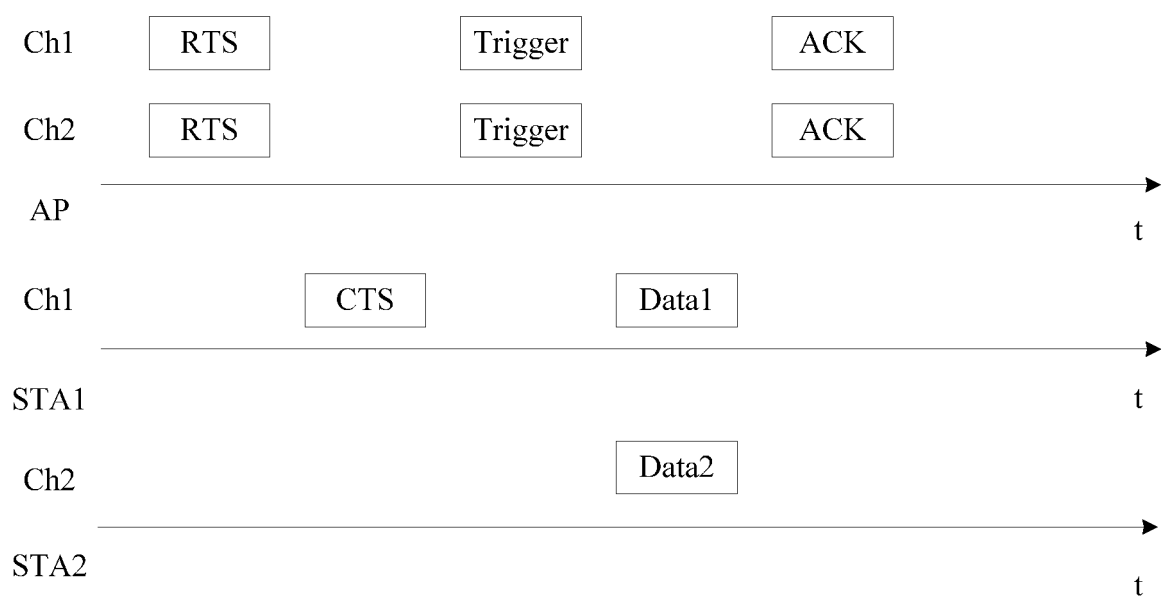 Ch1 RTS Trigger ACK
Ch2 RTS Trigger ACK
AP
t
Ch1 CTS Data1
STA1 t
Ch2 Data2
STA2
t